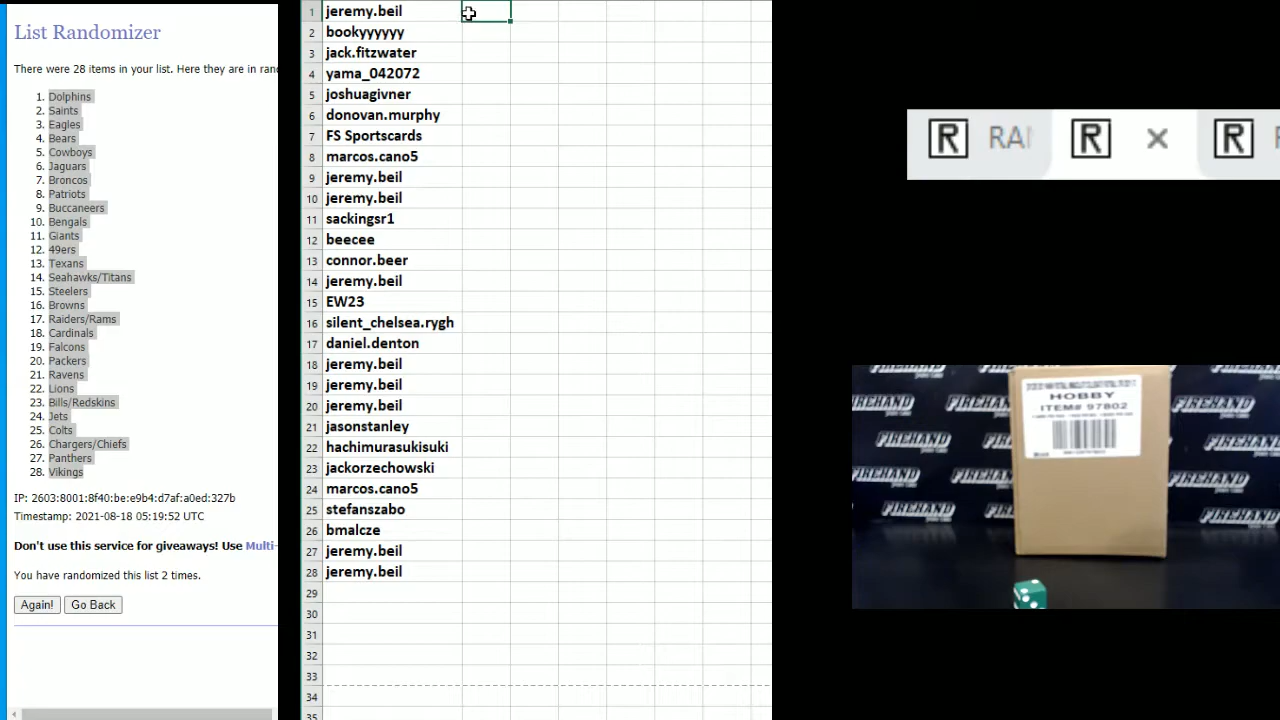 List Randomizer
There were 28 items in your list. Here they are in ran
1. Dolphins
2. Saints
3. Eagles
4. Bears
5. Cowboys
6. Jaguars
7. Broncos
8. Patriots
9. Buccaneers
10. Bengals
11. Giants
12. 49ers
13. Texans
14. Seahawks/Titans
15. Steelers
16. Browns
17. Raiders/Rams
18. Cardinals
19. Falcons
20. Packers
21. Ravens
22. Lions
23. Bills/Redskins
24. Jets
25. Colts
26. Chargers/Chiefs
27. Panthers
28. Vikings
IP: 2603:8001:8f40:be:e9b4:d7af:a0ed:327b
Timestamp: 2021-08-18 05:19:52 UTC
Don't use this service for giveaways! Use Multi-
You have randomized this list 2 times.
Again! Go Back
1 jeremy.beil
2 bookyyyyyy
3 jack.fitzwater
4 yama_042072
5 joshuagivner
6 donovan.murphy
7 FS Sportscards
8 marcos.cano5
9 jeremy.beil
10 jeremy.beil
11 sackingsr1
12 beecee
13 connor.beer
14 jeremy.beil
15 EW23
16 silent_chelsea.rygh
17 daniel.denton
18 jeremy.beil
19 jeremy.beil
20 jeremy.beil
21 jasonstanley
22 hachimurasukisuki
23 jackorzechowski
24 marcos.cano5
25 stefanszabo
26 bmalcze
27 jeremy.beil
28 jeremy.beil
29
30
31
32
33
34
35
R RA R × R
HOBBY
ITEM# 97802
FIREHAND
FIREHAND
FIREHAND
FIREHAND
FIREHAND
FIREHAND